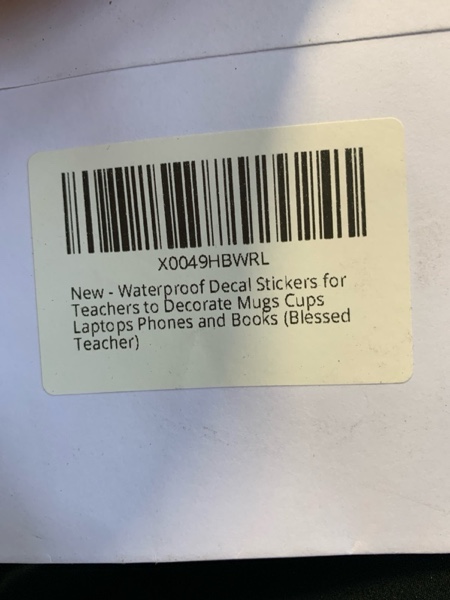 X0049HBWRL
New - Waterproof Decal Stickers for
Teachers to Decorate Mugs Cups
Laptops Phones and Books (Blessed
Teacher)